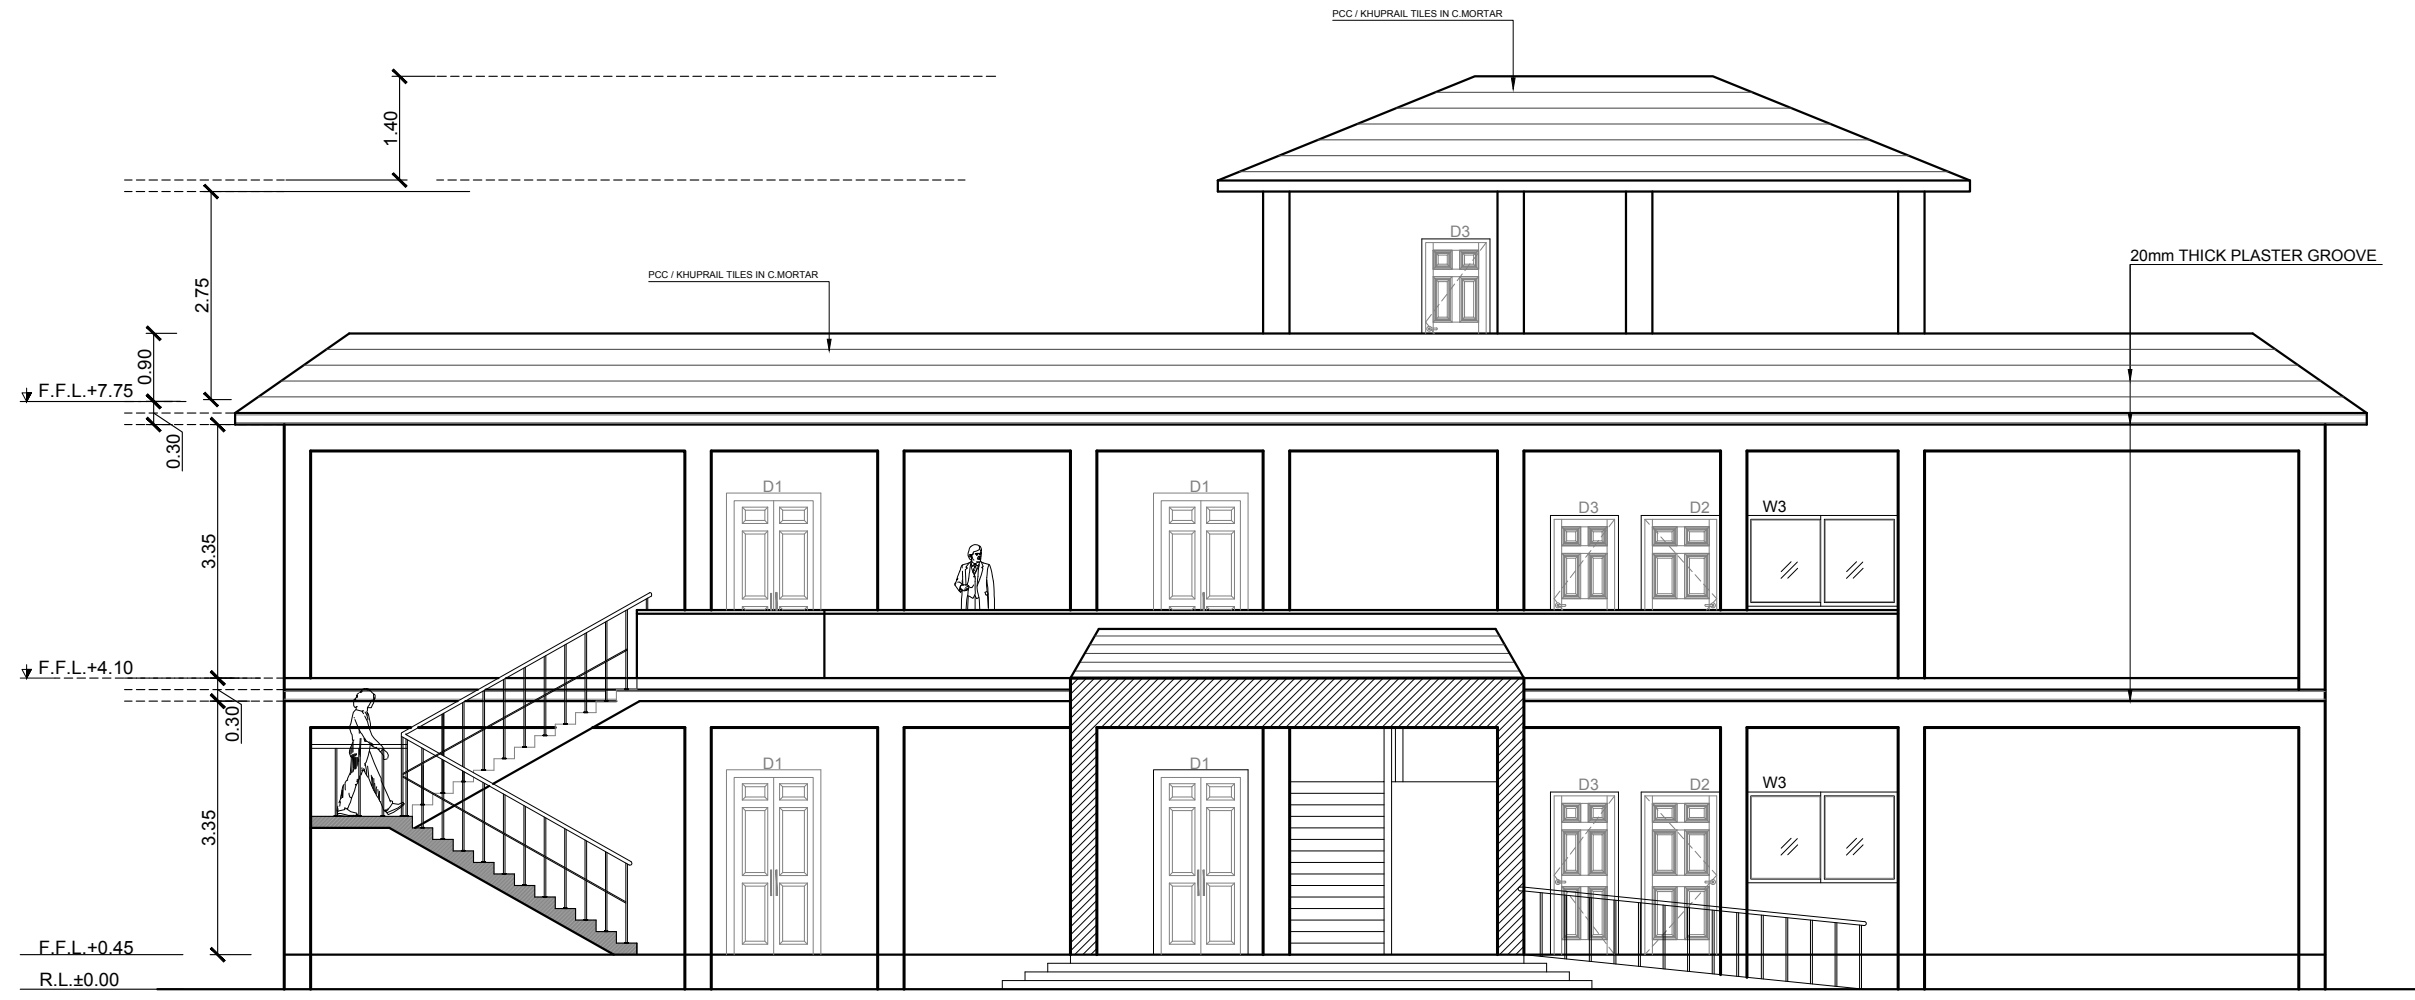 PCC / KHUPRAIL TILES IN C.MORTAR
1.40
D3
20mm THICK PLASTER GROOVE
PCC / KHUPRAIL TILES IN C.MORTAR
2.75
0.90
F.F.L.+7.75
0.30
D1
D1
D3
D2
W3
3.35
F.F.L.+4.10
0.30
D1
D1
D3
D2
W3
3.35
F.F.L.+0.45
R.L.±0.00